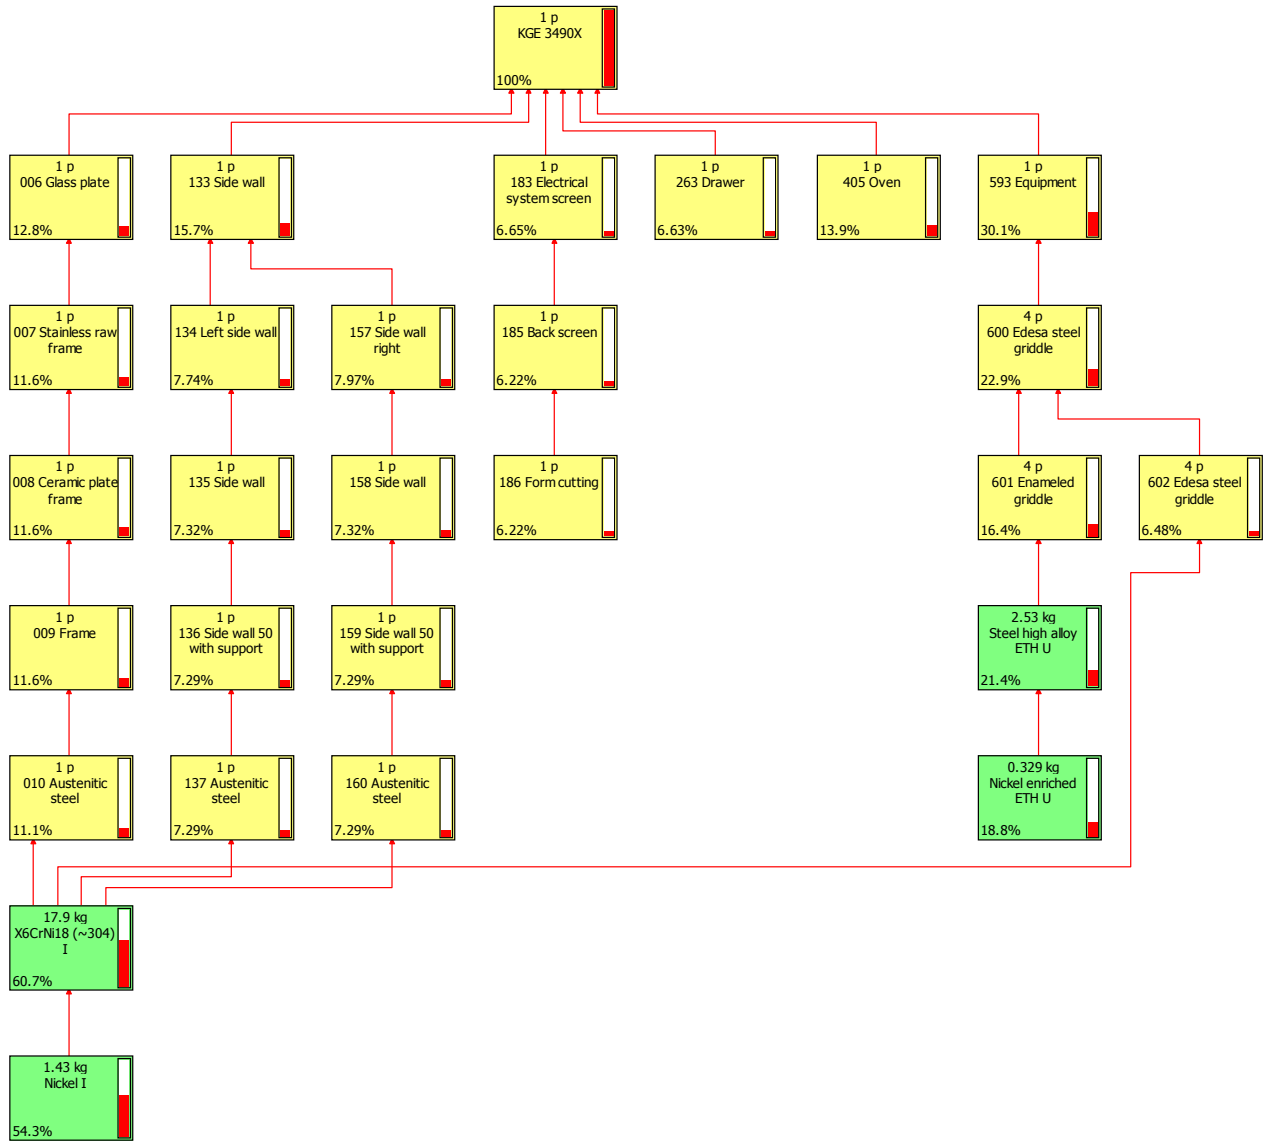 1 p
KGE 3490X
100%
1 p
006 Glass plate
12.8%
1 p
133 Side wall
15.7%
1 p
183 Electrical
system screen
6.65%
1 p
263 Drawer
6.63%
1 p
405 Oven
13.9%
1 p
593 Equipment
30.1%
1 p
007 Stainless raw
frame
11.6%
1 p
134 Left side wall
7.74%
1 p
157 Side wall
right
7.97%
1 p
185 Back screen
6.22%
4 p
600 Edesa steel
griddle
22.9%
1 p
008 Ceramic plate
frame
11.6%
1 p
135 Side wall
7.32%
1 p
158 Side wall
7.32%
1 p
186 Form cutting
6.22%
4 p
601 Enameled
griddle
16.4%
4 p
602 Edesa steel
griddle
6.48%
1 p
009 Frame
11.6%
1 p
136 Side wall 50
with support
7.29%
1 p
159 Side wall 50
with support
7.29%
2.53 kg
Steel high alloy
ETH U
21.4%
1 p
010 Austenitic
steel
11.1%
1 p
137 Austenitic
steel
7.29%
1 p
160 Austenitic
steel
7.29%
0.329 kg
Nickel enriched
ETH U
18.8%
17.9 kg
X6CrNi18 (~304)
I
60.7%
1.43 kg
Nickel I
54.3%